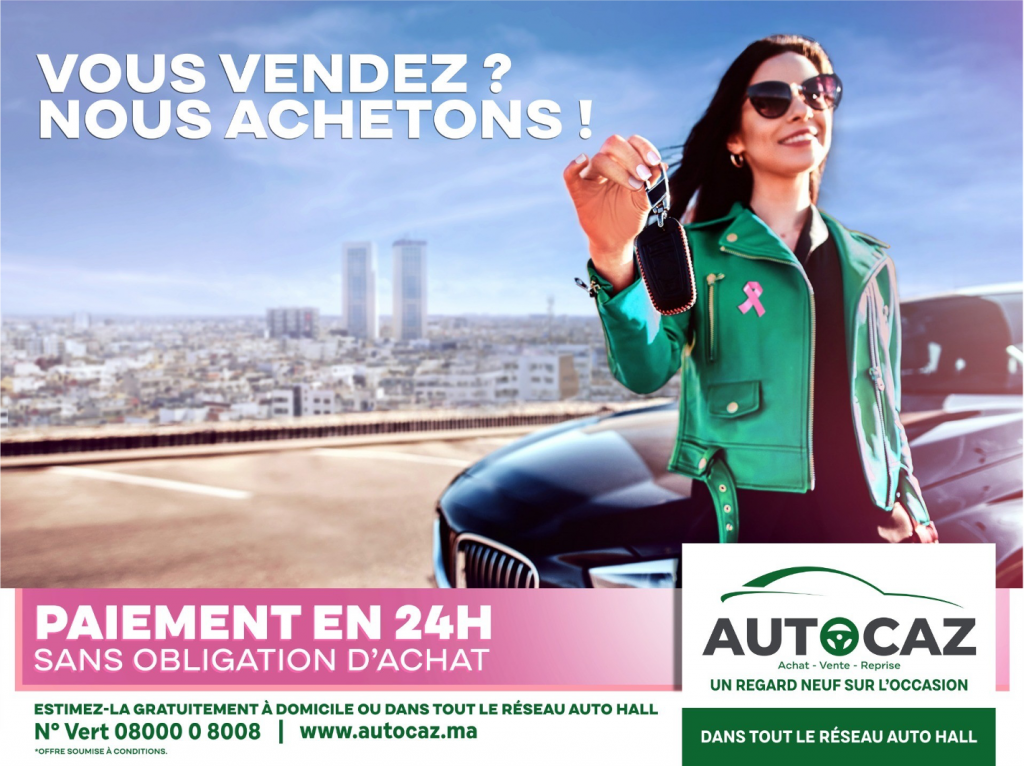 VOUS VENDEZ ?
NOUS ACHETONS !
PAIEMENT EN 24H
SANS OBLIGATION D'ACHAT
ESTIMEZ-LA GRATUITEMENT À DOMICILE OU DANS TOUT LE RÉSEAU AUTO HALL
N° Vert 08000 0 8008 | www.autocaz.ma
*OFFRE SOUMISE À CONDITIONS.
AUTOCAZ
Achat - Vente - Reprise
UN REGARD NEUF SUR L'OCCASION
DANS TOUT LE RÉSEAU AUTO HALL